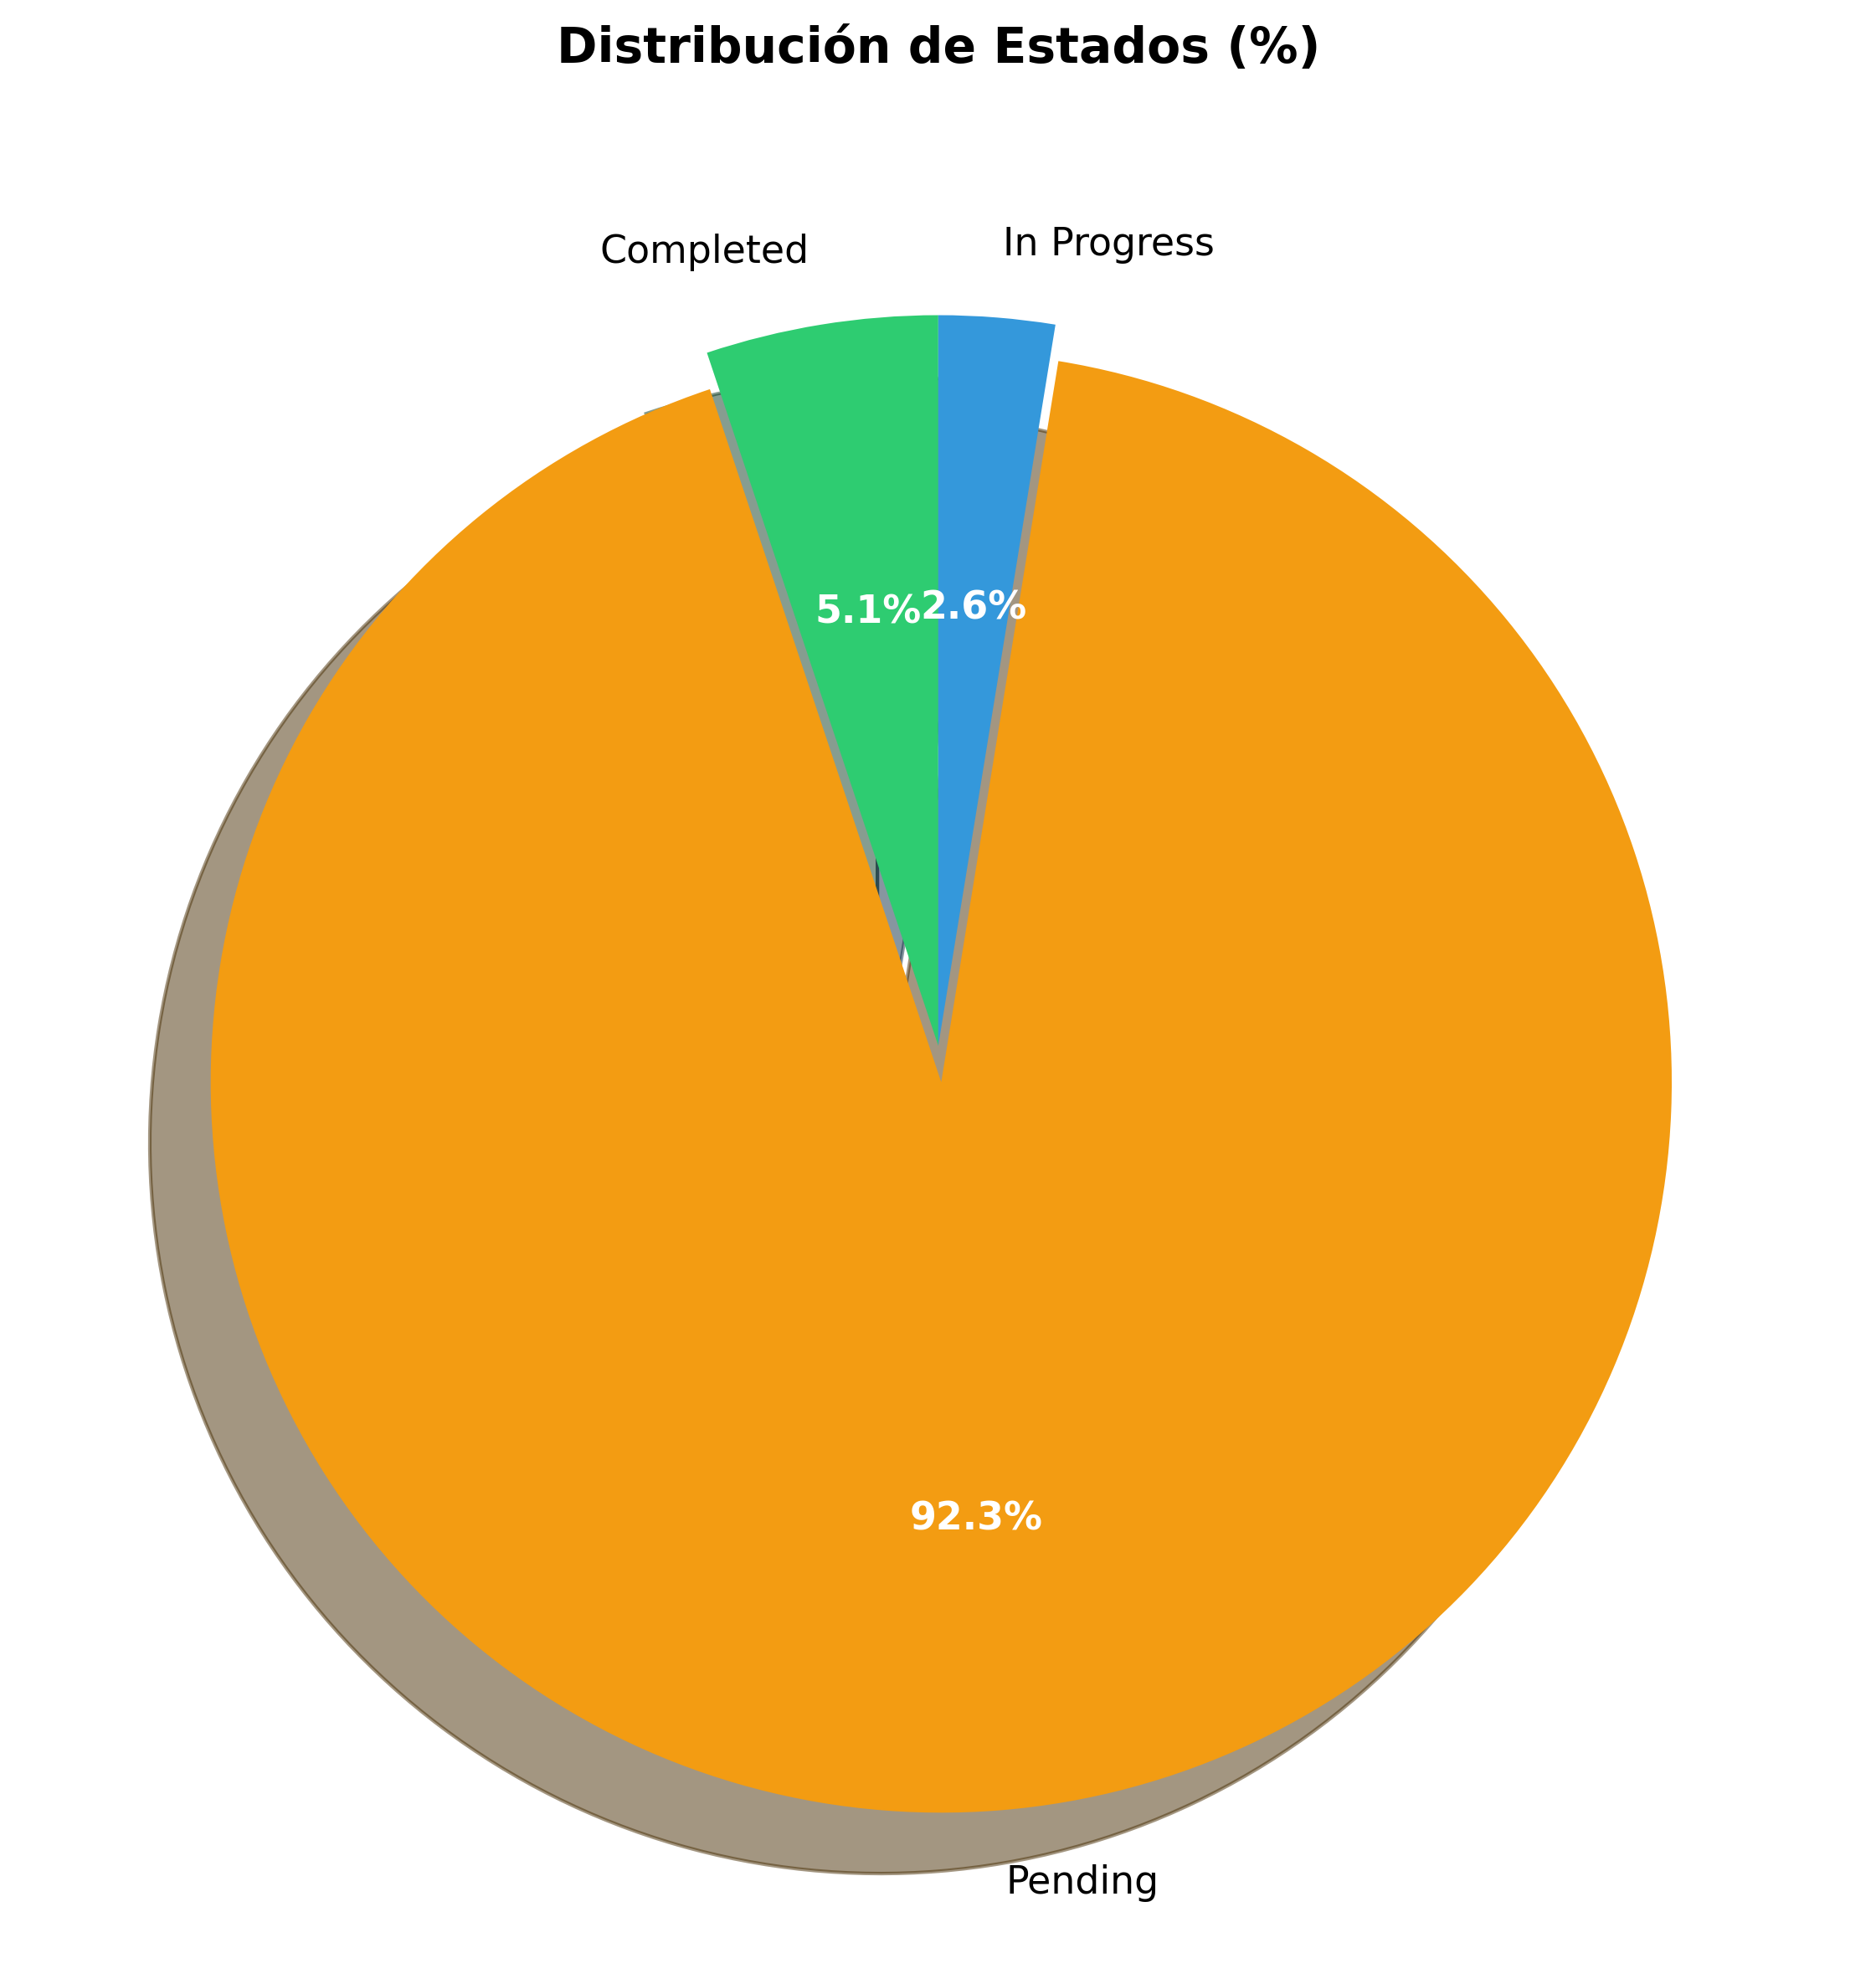 Distribución de Estados (%)
Completed
In Progress
5.1%
2.6%
92.3%
Pending